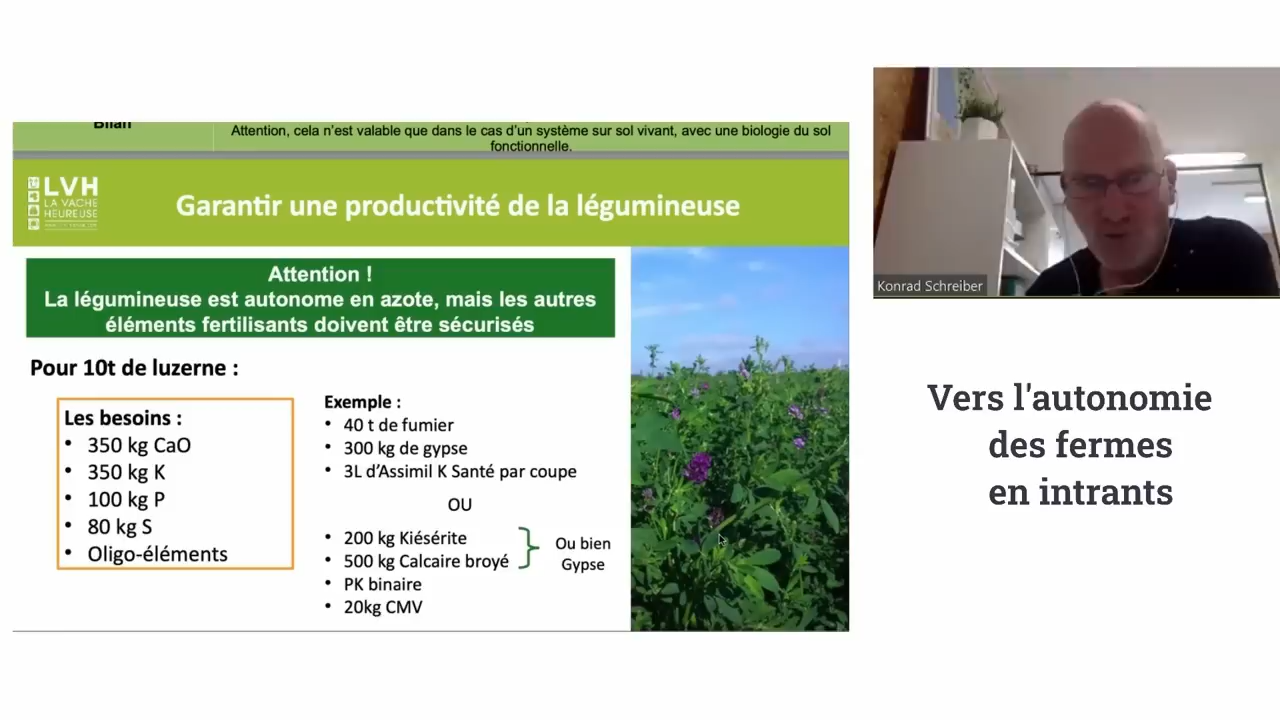 Bilan
Attention, cela n'est valable que dans le cas d'un système sur sol vivant, avec une biologie du sol
fonctionnelle.
LVH
LA VACHE
HEUREUSE
Garantir une productivité de la légumineuse
Attention !
La légumineuse est autonome en azote, mais les autres
éléments fertilisants doivent être sécurisés
Pour 10t de luzerne :
Les besoins :
• 350 kg CaO
• 350 kg K
• 100 kg P
• 80 kg S
• Oligo-éléments
Exemple :
• 40 t de fumier
• 300 kg de gypse
• 3L d'Assimil K Santé par coupe
OU
• 200 kg Kiésérite
• 500 kg Calcaire broyé
• PK binaire
• 20kg CMV
Ou bien
Gypse
Konrad Schreiber
Vers l'autonomie
des fermes
en intrants